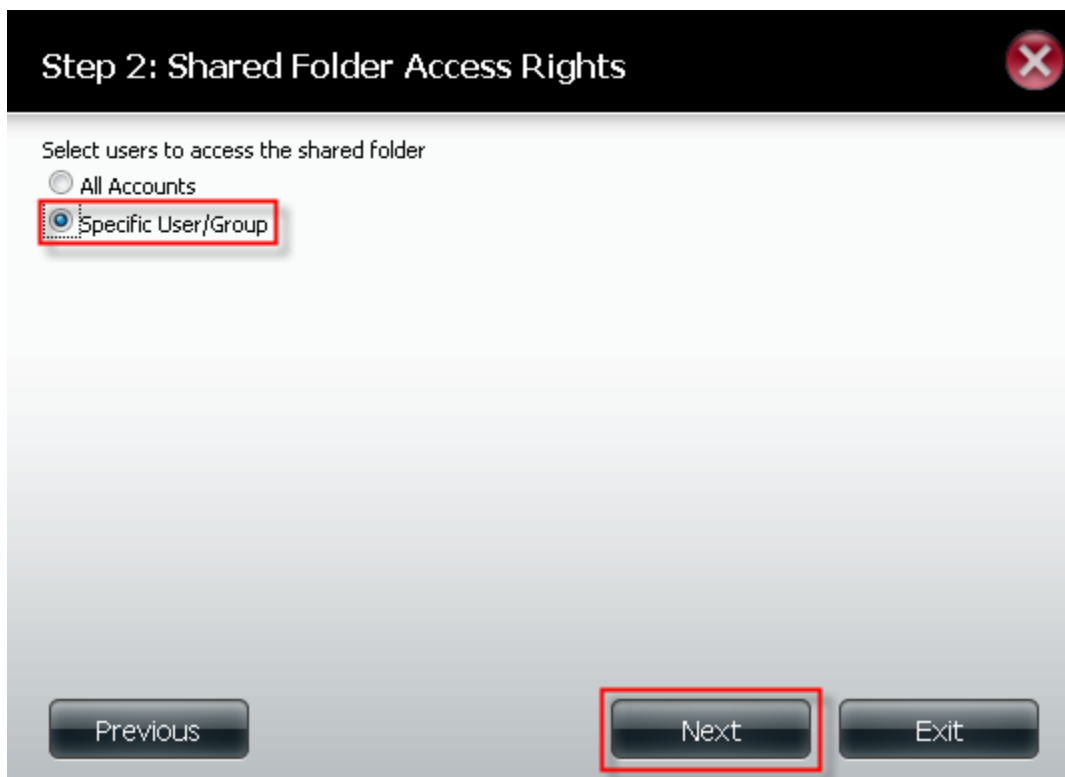 Step 2: Shared Folder Access Rights
Select users to access the shared folder
All Accounts
Specific User/Group
Previous
Next
Exit